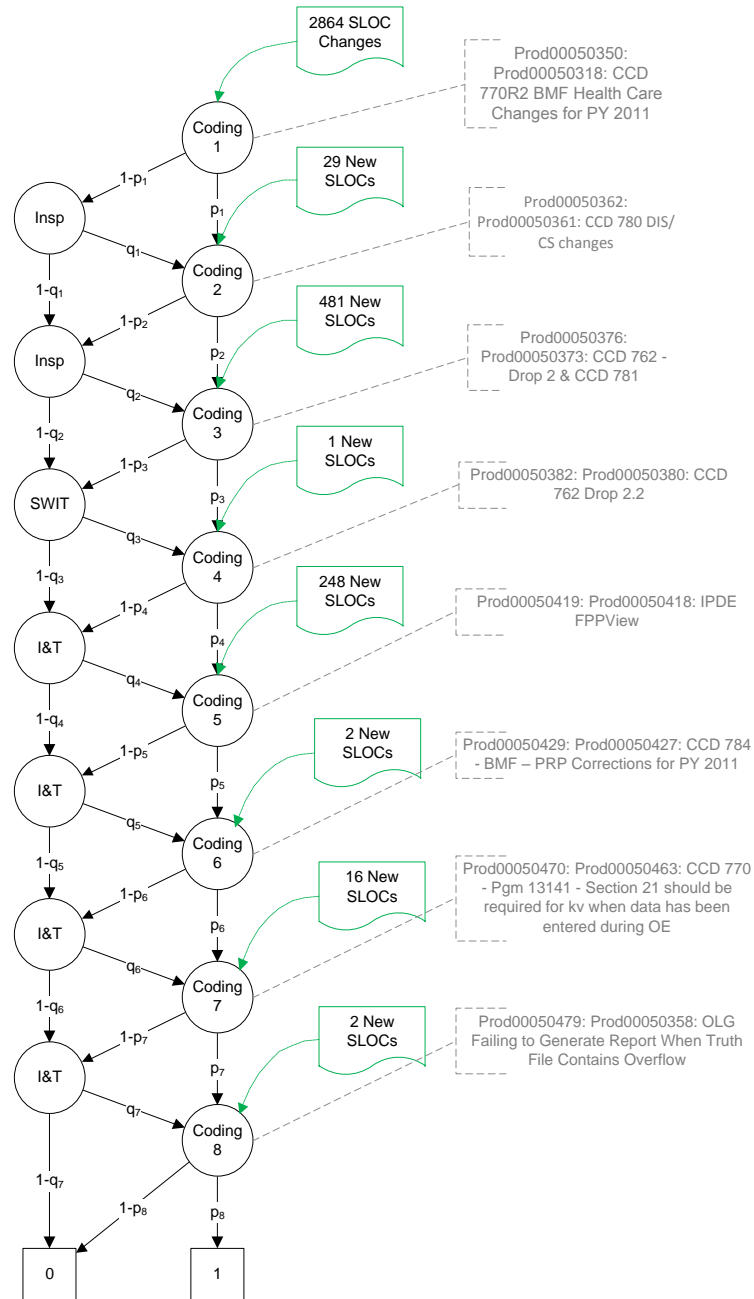 2864 SLOC
Changes
Prod00050350:
Prod00050318: CCD
770R2 BMF Health Care
Changes for PY 2011
Coding
1
1-p₁
p₁
29 New
SLOCs
Insp
q₁
Prod00050362:
Prod00050361: CCD 780 DIS/
CS changes
Coding
2
1-q₁
1-p₂
p₂
481 New
SLOCs
Insp
q₂
Prod00050376:
Prod00050373: CCD 762 -
Drop 2 & CCD 781
Coding
3
1-q₂
1-p₃
p₃
1 New
SLOCs
SWIT
q₃
Prod00050382: Prod00050380: CCD
762 Drop 2.2
Coding
4
1-q₃
1-p₄
p₄
248 New
SLOCs
I&T
q₄
Prod00050419: Prod00050418: IPDE
FPPView
Coding
5
1-q₄
1-p₅
p₅
2 New
SLOCs
I&T
q₅
Prod00050429: Prod00050427: CCD 784
- BMF – PRP Corrections for PY 2011
Coding
6
1-q₅
1-p₆
p₆
16 New
SLOCs
I&T
q₆
Prod00050470: Prod00050463: CCD 770
- Pgm 13141 - Section 21 should be
required for kv when data has been
entered during OE
Coding
7
1-q₆
1-p₇
p₇
2 New
SLOCs
I&T
q₇
Prod00050479: Prod00050358: OLG
Failing to Generate Report When Truth
File Contains Overflow
Coding
8
1-q₇
1-p₈
p₈
0
1